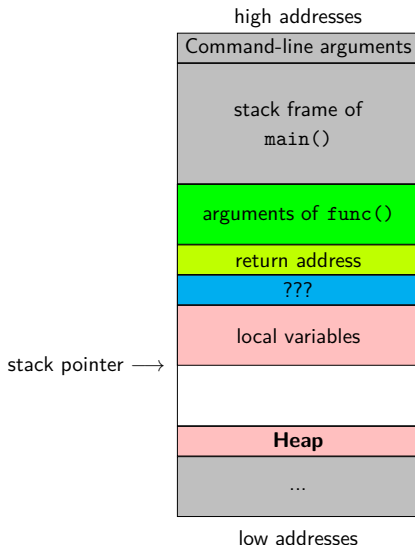 high addresses
Command-line arguments
stack frame of
main()
arguments of func()
return address
???
local variables
stack pointer →
Heap
...
low addresses